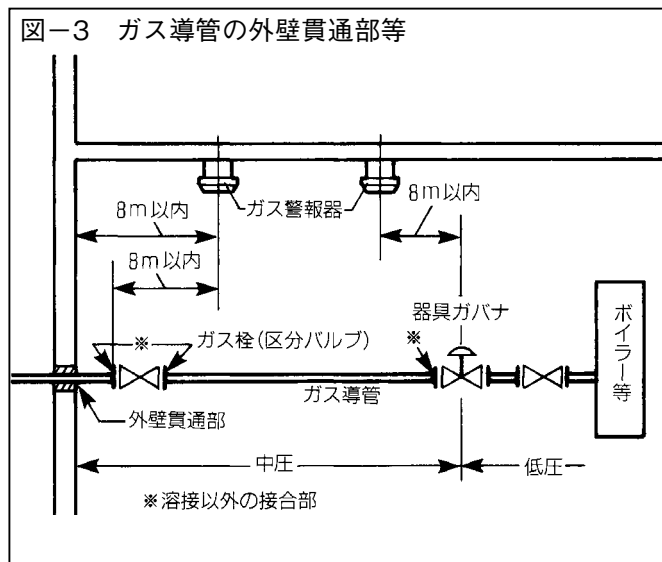 図−3 ガス導管の外壁貫通部等
ガス警報器
8m以内
8m以内
8m以内
器具ガバナ
※
ガス栓(区分バルブ)
※
ボイラー等
ガス導管
外壁貫通部
中圧
低圧
※溶接以外の接合部